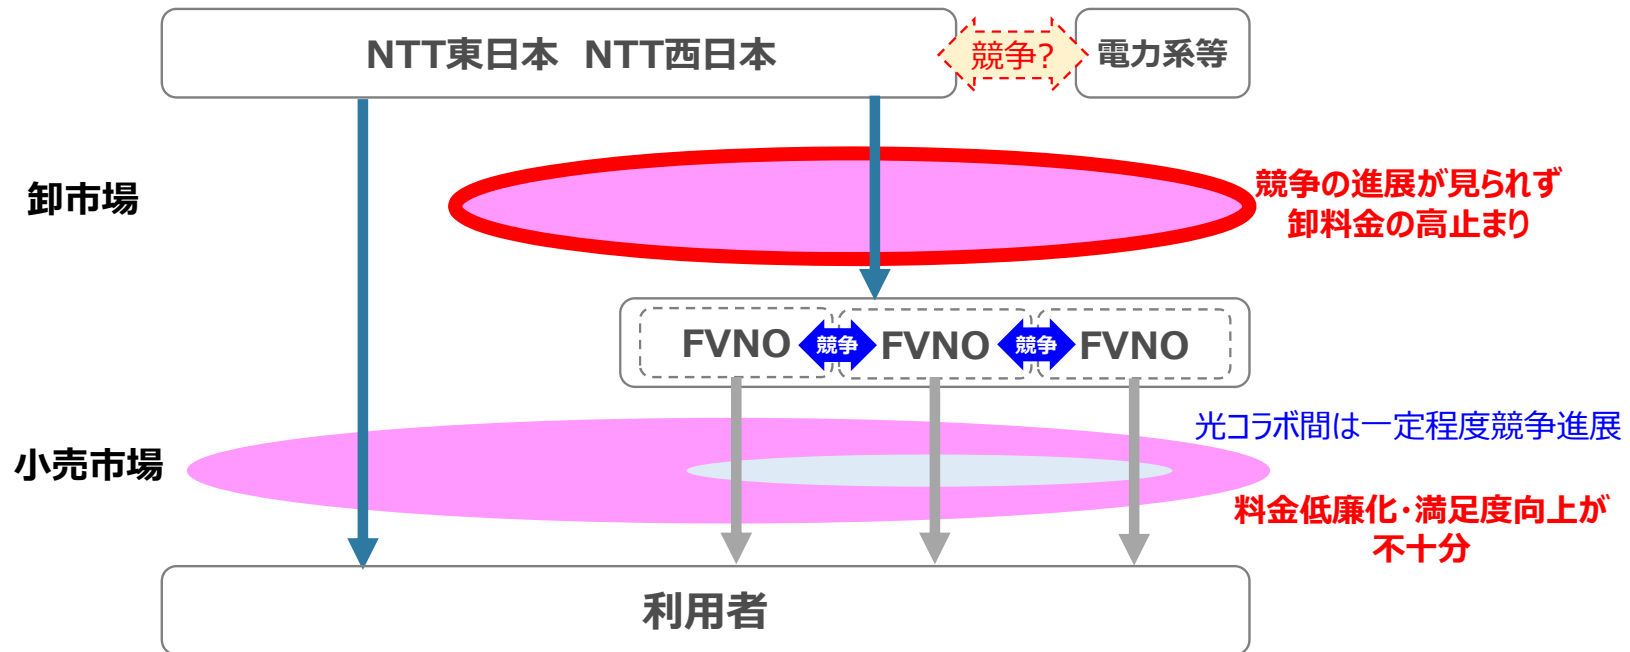 NTT東日本 NTT西日本
競争?
電力系等
卸市場
競争の進展が見られず
卸料金の高止まり
FVNO
競争
FVNO
競争
FVNO
光コラボ間は一定程度競争進展
小売市場
料金低廉化・満足度向上が
不十分
利用者